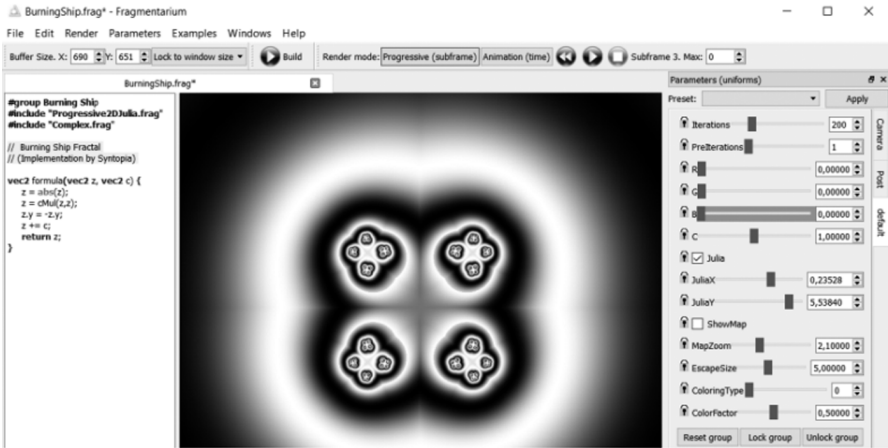 BurningShip.frag* - Fragmentarium
File Edit Render Parameters Examples Windows Help
Buffer Size. X: 690 Y: 651 Lock to window size Build Render mode: Progressive (subframe) Animation (time) Subframe 3. Max: 0
BurningShip.frag*
#group Burning Ship
#include "Progressive2DJulia.frag"
#include "Complex.frag"
// Burning Ship Fractal
// (Implementation by Syntopia)
vec2 formula(vec2 z, vec2 c) {
z = abs(z);
z = cMul(z,z);
z.y = -z.y;
z += c;
return z;
}
Parameters (uniforms)
Preset: Apply
Iterations 200
PreIterations 1
R 0,00000
G 0,00000
B 0,00000
C 1,00000
Julia
JuliaX 0,23528
JuliaY 5,53840
ShowMap
MapZoom 2,10000
EscapeSize 5,00000
ColoringType 0
ColorFactor 0,50000
Reset group Lock group Unlock group
Camera
Post
default